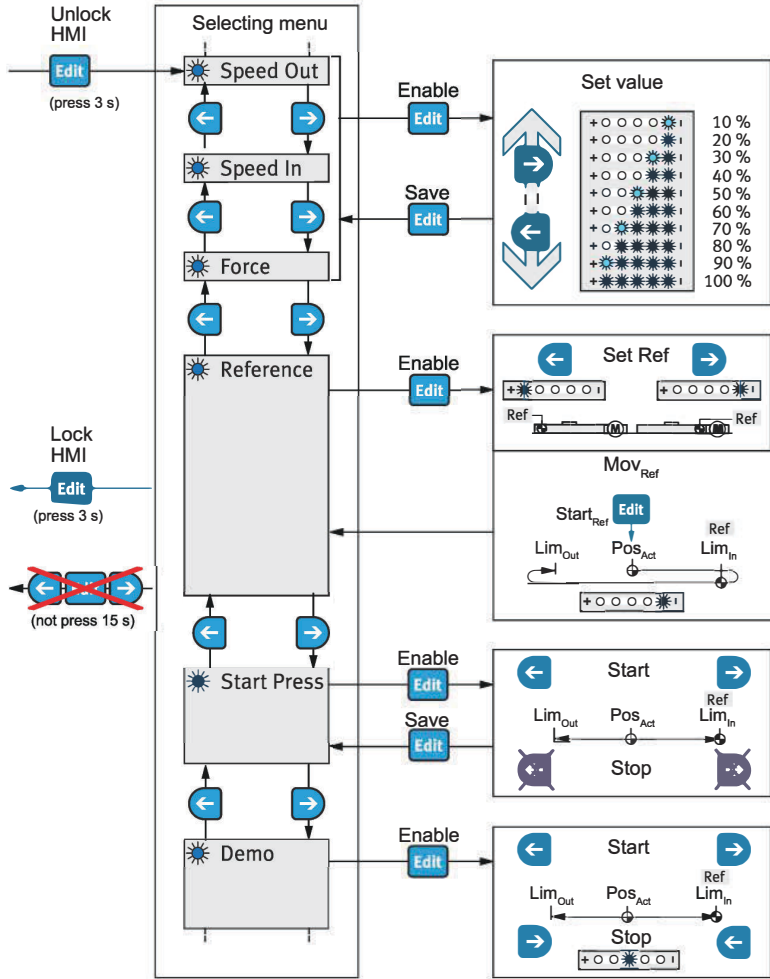 Unlock
HMI
Edit
(press 3 s)
Selecting menu
Speed Out
Speed In
Force
Reference
Start Press
Demo
Lock
HMI
Edit
(press 3 s)
Edit
(not press 15 s)
Enable
Edit
Save
Edit
Set value
+ - 10 %
+ - 20 %
+ - 30 %
+ - 40 %
+ - 50 %
+ - 60 %
+ - 70 %
+ - 80 %
+ - 90 %
+ - 100 %
Enable
Edit
Set Ref
+ - + -
Ref M Ref M
Mov Ref
Start Ref Edit
Ref
Lim Out Pos Act Lim In
+ -
Enable
Edit
Save
Edit
Start
Ref
Lim Out Pos Act Lim In
Stop
Enable
Edit
Start
Ref
Lim Out Pos Act Lim In
Stop
+ -